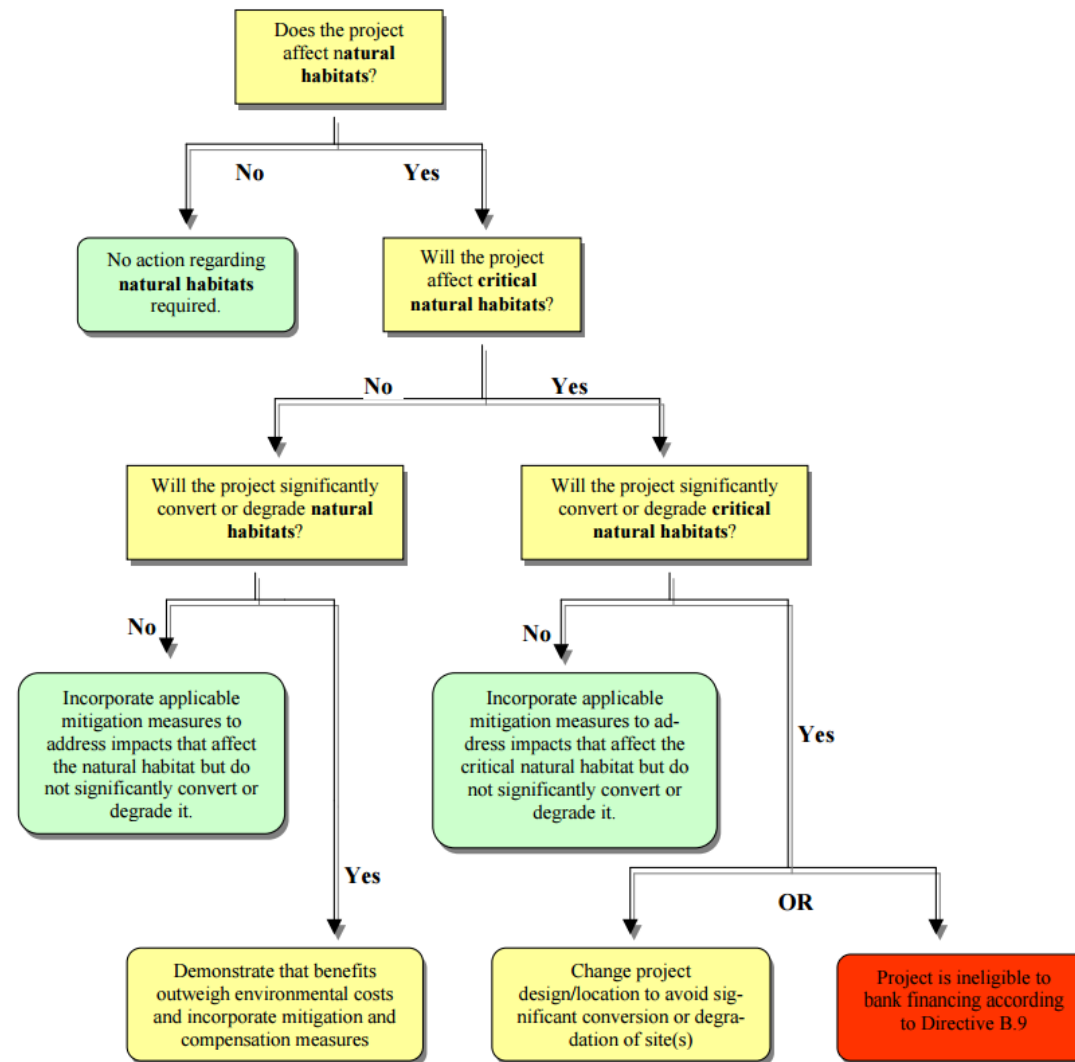 Does the project
affect natural
habitats?
No
Yes
No action regarding
natural habitats
required.
Will the project
affect critical
natural habitats?
No
Yes
Will the project significantly
convert or degrade natural
habitats?
Will the project significantly
convert or degrade critical
natural habitats?
No
No
Incorporate applicable
mitigation measures to
address impacts that affect
the natural habitat but do
not significantly convert or
degrade it.
Incorporate applicable
mitigation measures to ad-
dress impacts that affect the
critical natural habitat but do
not significantly convert or
degrade it.
Yes
Yes
OR
Demonstrate that benefits
outweigh environmental costs
and incorporate mitigation and
compensation measures
Change project
design/location to avoid sig-
nificant conversion or degra-
dation of site(s)
Project is ineligible to
bank financing according
to Directive B.9